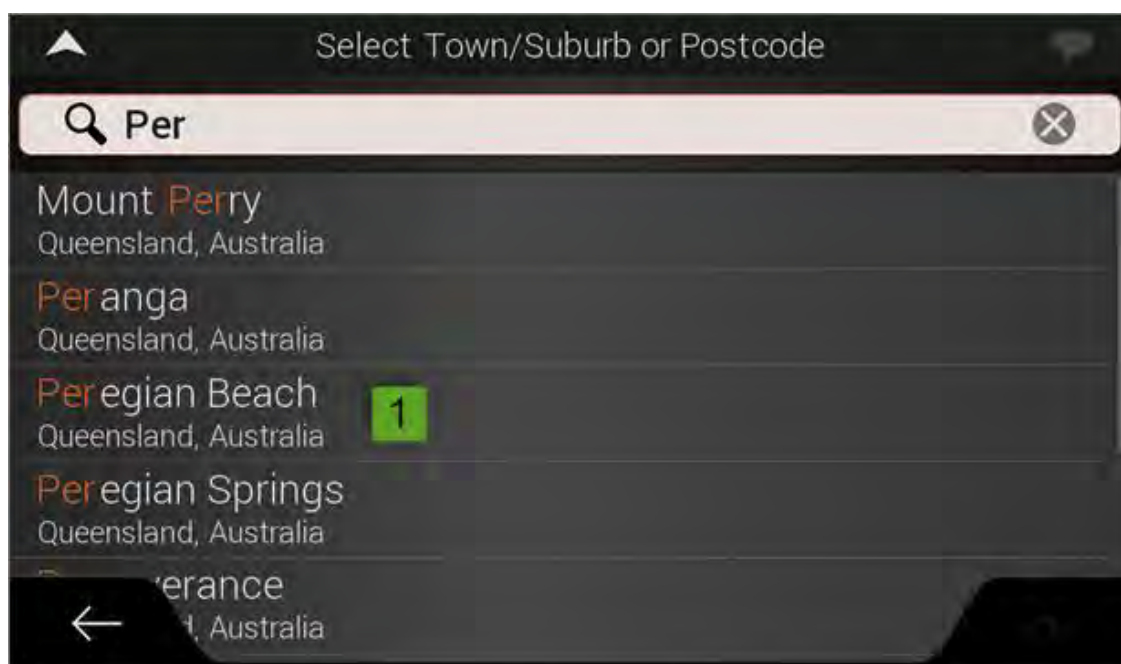 Select Town/Suburb or Postcode
Per
Mount Perry
Queensland, Australia
Peranga
Queensland, Australia
Peregian Beach
Queensland, Australia
1
Peregian Springs
Queensland, Australia
verance
Australia